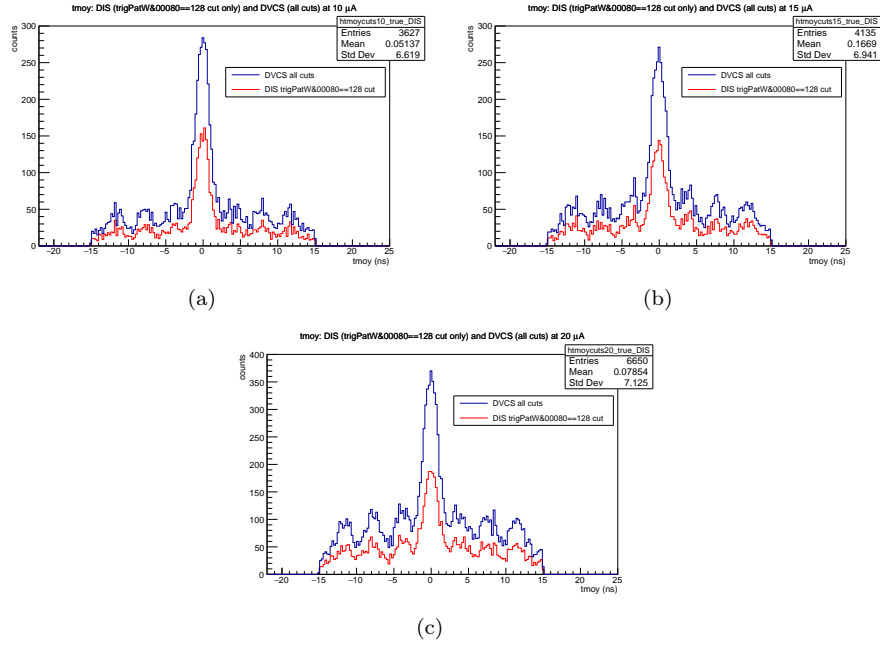 tmoy: DIS (trigPatW&00080==128 cut only) and DVCS (all cuts) at 10 μA
htmoycuts10_true_DIS
Entries 3627
Mean 0.05137
Std Dev 6.619
counts
300
250
200
150
100
50
0
DVCS all cuts
DIS trigPatW&00080==128 cut
−20 −15 −10 −5 0 5 10 15 20 25
tmoy (ns)
(a)
tmoy: DIS (trigPatW&00080==128 cut only) and DVCS (all cuts) at 15 μA
htmoycuts15_true_DIS
Entries 4135
Mean 0.1669
Std Dev 6.941
counts
300
250
200
150
100
50
0
DVCS all cuts
DIS trigPatW&00080==128 cut
−20 −15 −10 −5 0 5 10 15 20 25
tmoy (ns)
(b)
tmoy: DIS (trigPatW&00080==128 cut only) and DVCS (all cuts) at 20 μA
htmoycuts20_true_DIS
Entries 6650
Mean 0.07854
Std Dev 7.125
counts
400
350
300
250
200
150
100
50
0
DVCS all cuts
DIS trigPatW&00080==128 cut
−20 −15 −10 −5 0 5 10 15 20 25
tmoy (ns)
(c)